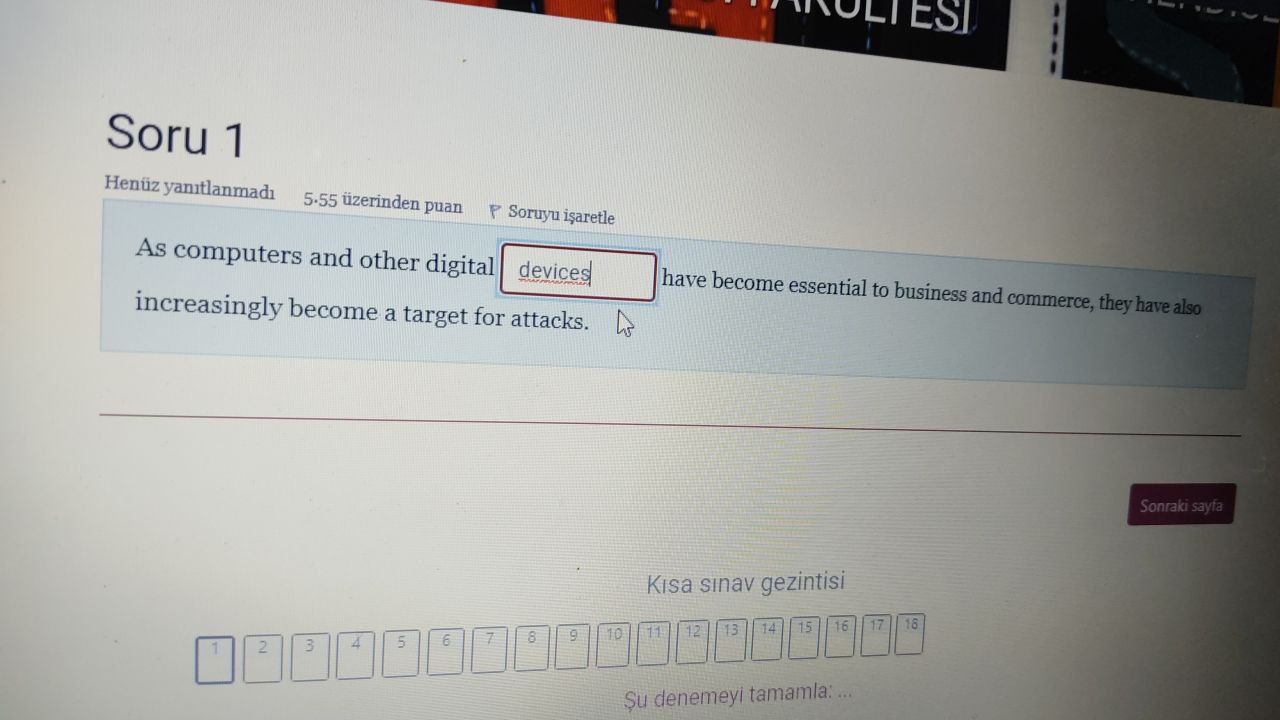 Soru 1
Henüz yanıtlanmadı 5.55 üzerinden puan Soruyu işaretle
As computers and other digital devices have become essential to business and commerce, they have also
increasingly become a target for attacks.
Sonraki sayfa
Kısa sınav gezintisi
1 2 3 4 5 6 7 8 9 10 11 12 13 14 15 16 17 18
Şu denemeyi tamamla: ...